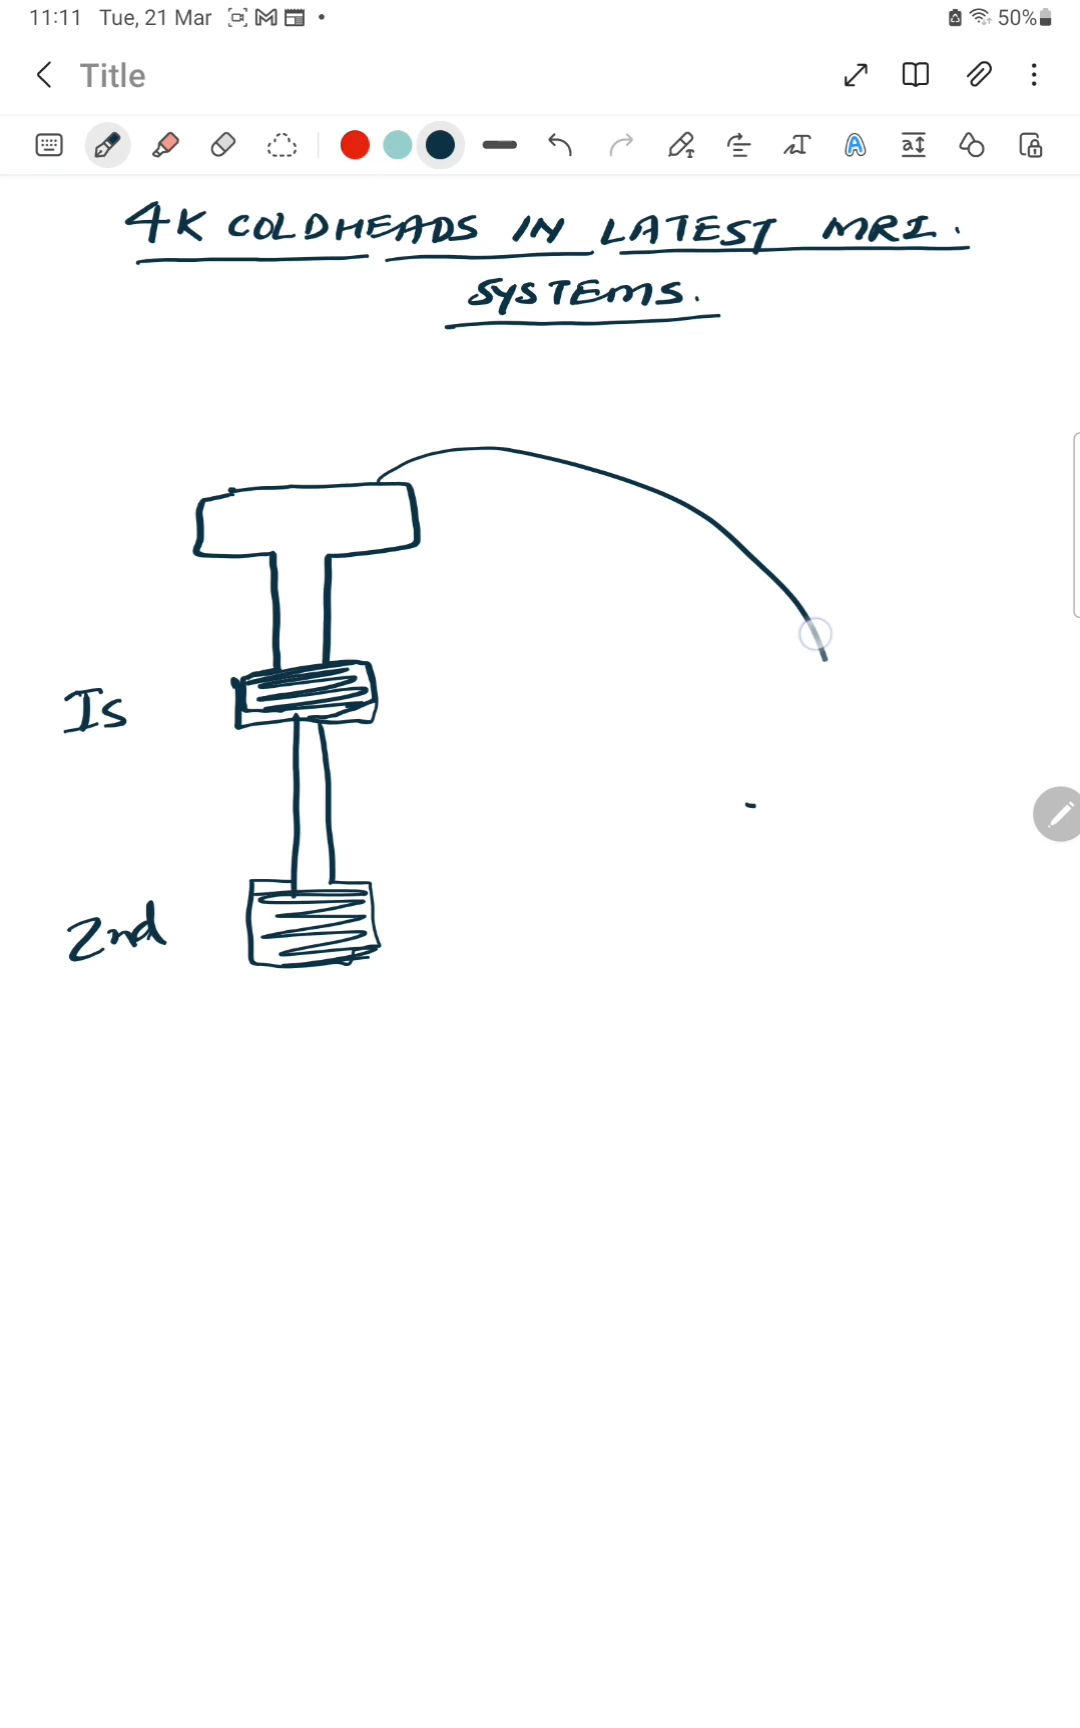 11:11 Tue, 21 Mar 50%
Title
4K COLDHEADS IN LATEST MRI.
SYSTEMS.
Is
2nd